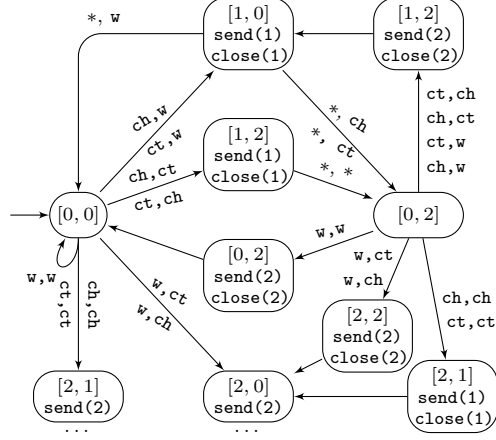 [1, 0]
send(1)
close(1)
[1, 2]
send(2)
close(2)
*, w
ch,w
ct,w
*, ch
*, ct
ct,ch
ch,ct
ct,w
ch,w
[1, 2]
send(1)
close(1)
ch,ct
ct,ch
*, *
[0, 0]
[0, 2]
w,w
ct,ct
w,w
[0, 2]
send(2)
close(2)
w,ct
w,ch
ch,ch
w,ct
w,ch
ch,ch
ct,ct
[2, 2]
send(2)
close(2)
[2, 1]
send(2)
. . .
[2, 0]
send(2)
. . .
[2, 1]
send(1)
close(1)